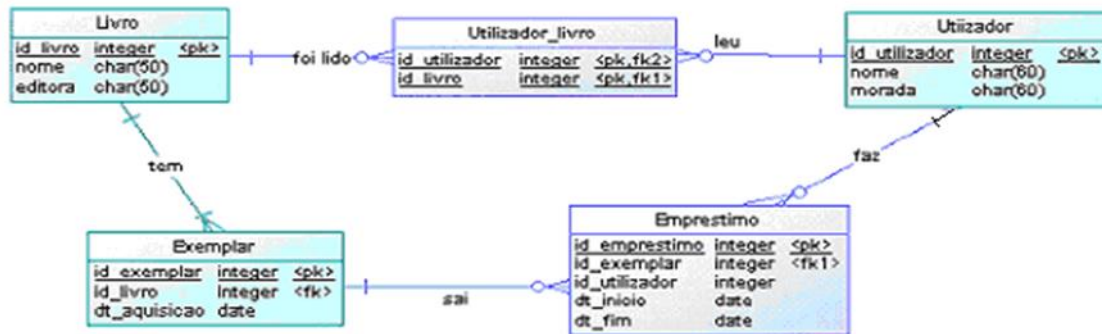 Livro
id_livro integer <pk>
nome char(50)
editora char(50)
foi lido
Utilizador_livro
id_utilizador integer <pk,fk2>
id_livro integer <pk,fk1>
leu
Utiizador
id_utilizador integer <pk>
nome char(60)
morada char(60)
tem
faz
Exemplar
id_exemplar integer <pk>
id_livro integer <fk>
dt_aquisicao date
sai
Emprestimo
id_emprestimo integer <pk>
id_exemplar integer <fk1>
id_utilizador integer
dt_inicio date
dt_fim date